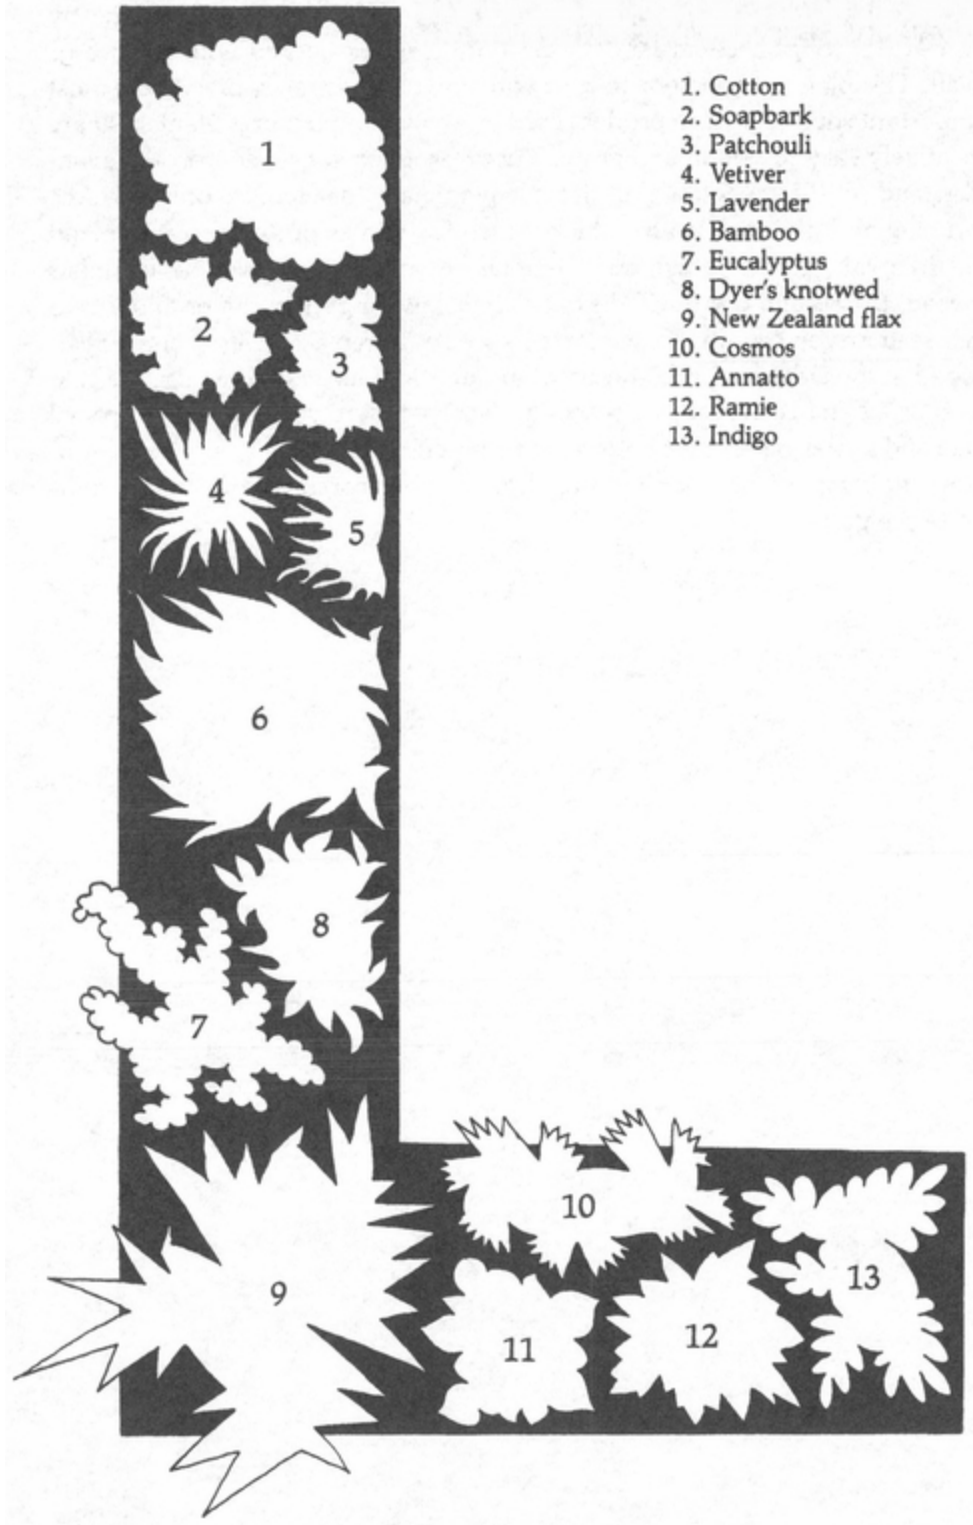 1. Cotton
2. Soapbark
3. Patchouli
4. Vetiver
5. Lavender
6. Bamboo
7. Eucalyptus
8. Dyer's knotwed
9. New Zealand flax
10. Cosmos
11. Annatto
12. Ramie
13. Indigo
1
2
3
4
5
6
8
7
10
9
13
11
12